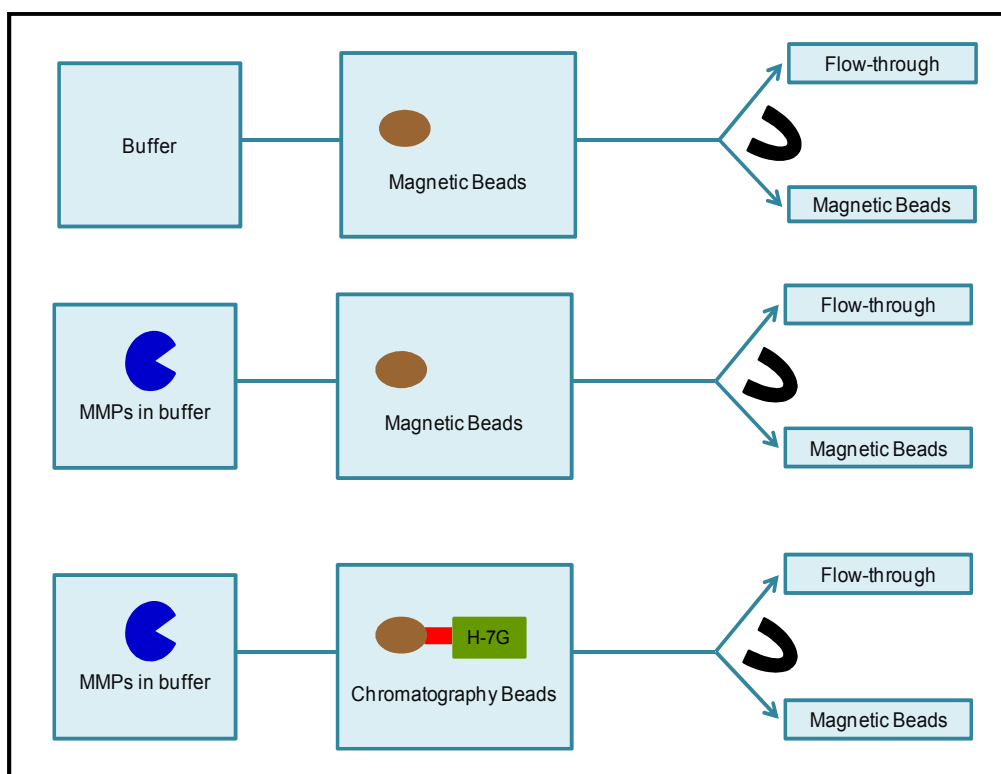 Flow-through
Buffer
Magnetic Beads
Magnetic Beads
Flow-through
MMPs in buffer
Magnetic Beads
Magnetic Beads
Flow-through
H-7G
MMPs in buffer
Chromatography Beads
Magnetic Beads